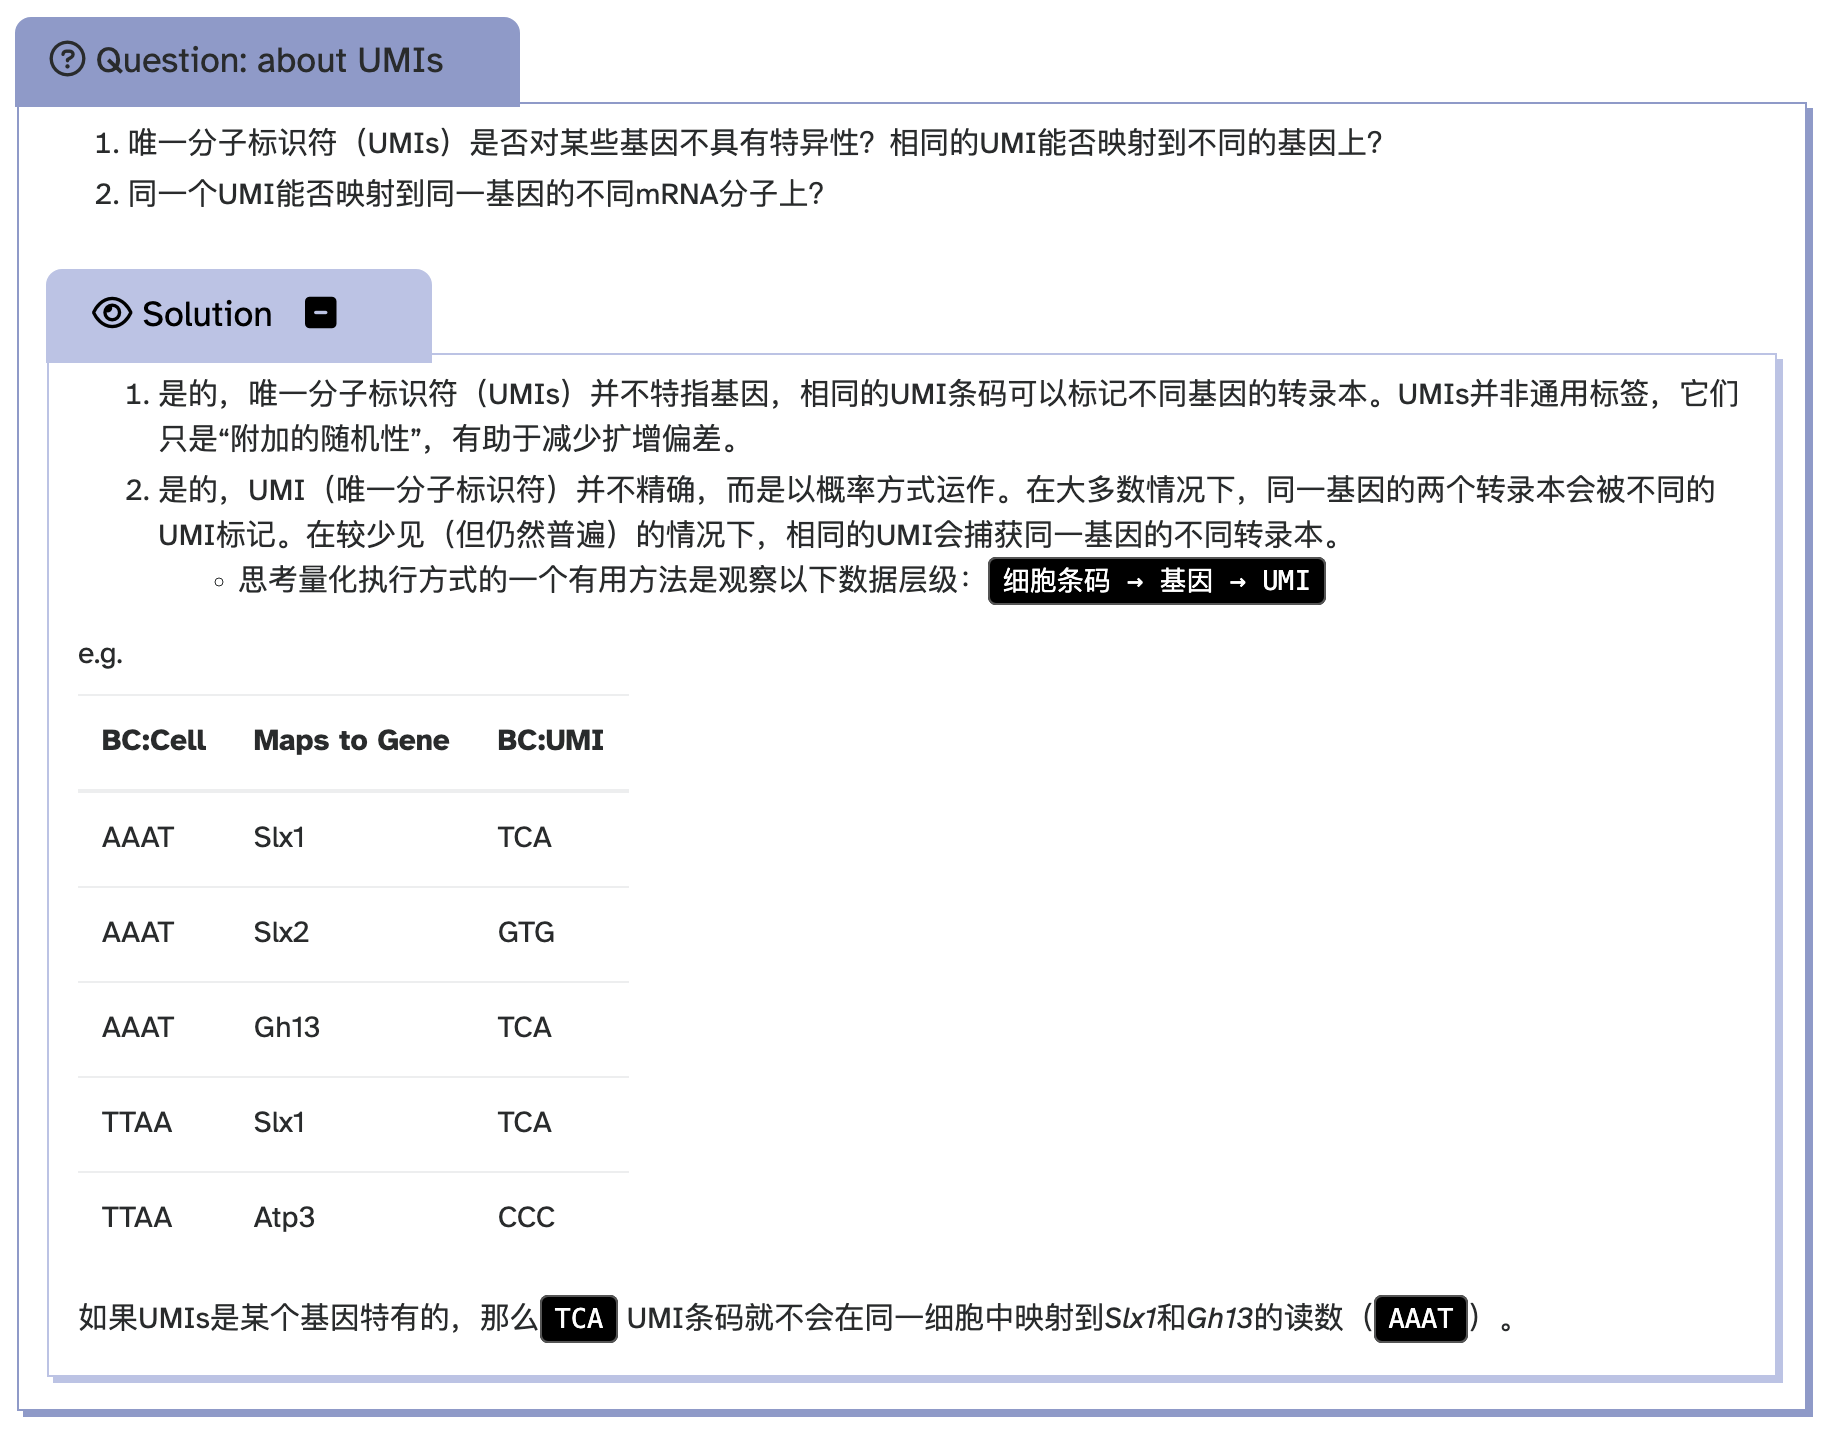 Question: about UMIs
1. 唯一分子标识符（UMIs）是否对某些基因不具有特异性？相同的UMI能否映射到不同的基因上？
2. 同一个UMI能否映射到同一基因的不同mRNA分子上？
Solution
1. 是的，唯一分子标识符（UMIs）并不特指基因，相同的UMI条码可以标记不同基因的转录本。UMIs并非通用标签，它们
只是“附加的随机性”，有助于减少扩增偏差。
2. 是的，UMI（唯一分子标识符）并不精确，而是以概率方式运作。在大多数情况下，同一基因的两个转录本会被不同的
UMI标记。在较少见（但仍然普遍）的情况下，相同的UMI会捕获同一基因的不同转录本。
思考量化执行方式的一个有用方法是观察以下数据层级： 细胞条码 → 基因 → UMI
e.g.
BC:Cell Maps to Gene BC:UMI
AAAT Slx1 TCA
AAAT Slx2 GTG
AAAT Gh13 TCA
TTAA Slx1 TCA
TTAA Atp3 CCC
如果UMIs是某个基因特有的，那么 TCA UMI条码就不会在同一细胞中映射到Slx1和Gh13的读数（ AAAT ）。